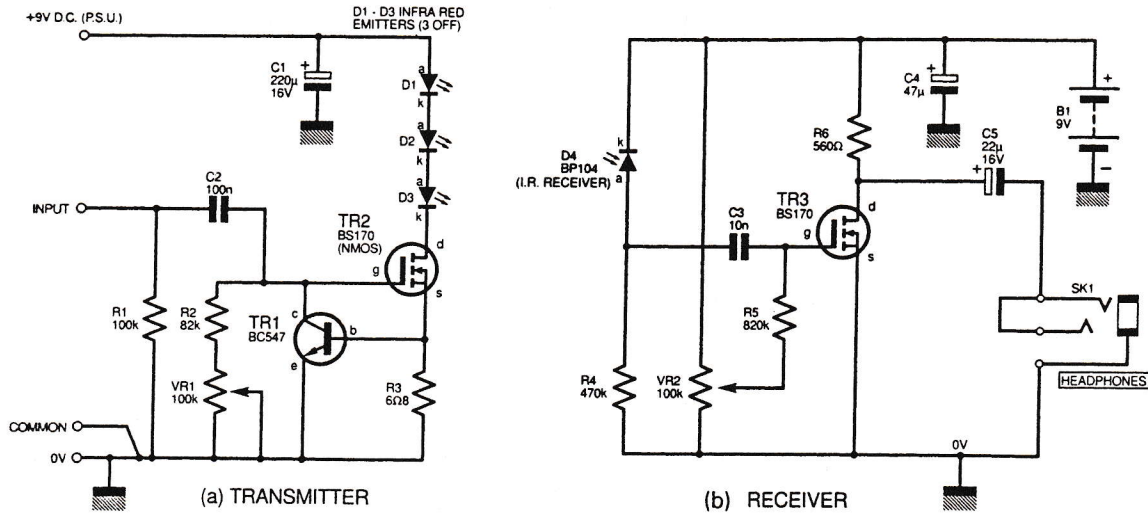 +9V D.C. (P.S.U.)
D1 - D3 INFRA RED
EMITTERS (3 OFF)
C1
220µ
16V
+
a
D1
k
a
D2
k
a
D3
k
C2
100n
INPUT
TR2
BS170
(NMOS)
d
g
s
R1
100k
R2
82k
TR1
BC547
c
b
e
VR1
100k
R3
6Ω8
COMMON
0V
(a) TRANSMITTER
k
D4
BP104
a
(I.R. RECEIVER)
C4
47µ
+
R6
560Ω
C5
22µ
16V
+
B1
9V
+
−
TR3
BS170
d
g
s
C3
10n
R5
820k
R4
470k
VR2
100k
SK1
HEADPHONES
0V
(b) RECEIVER